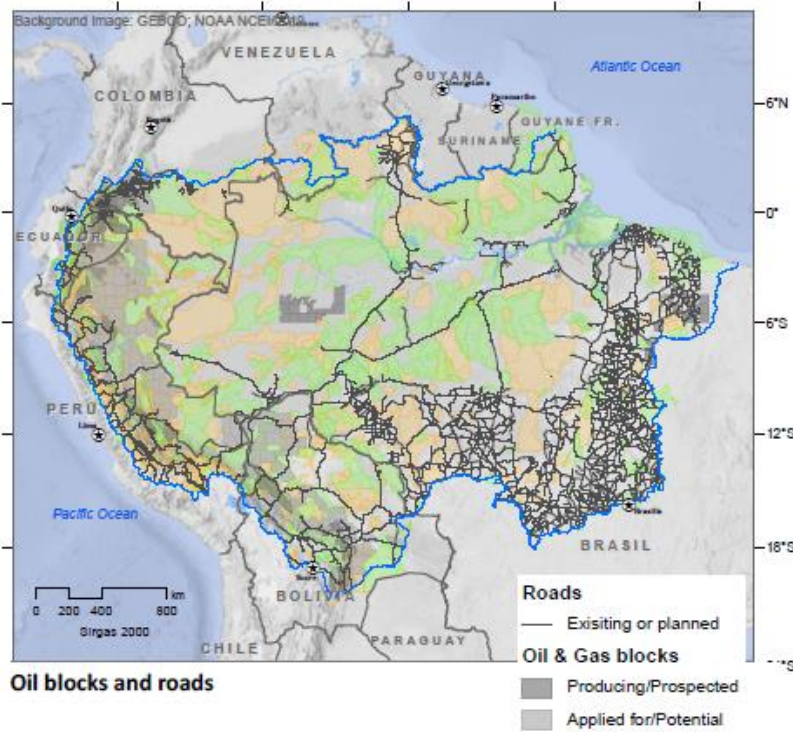 Background Image: GEBCO; NOAA NCEI
VENEZUELA
GUYANA
Atlantic Ocean
COLOMBIA
6°N
SURINAME
GUYANE FR.
0°
ECUADOR
6°S
PERU
12°S
Pacific Ocean
Brasilia
18°S
BRASIL
0 200 400 800 km
Sirgas 2000
BOLIVIA
CHILE
PARAGUAY
Roads
Exisiting or planned
Oil & Gas blocks
Producing/Prospected
Applied for/Potential
Oil blocks and roads